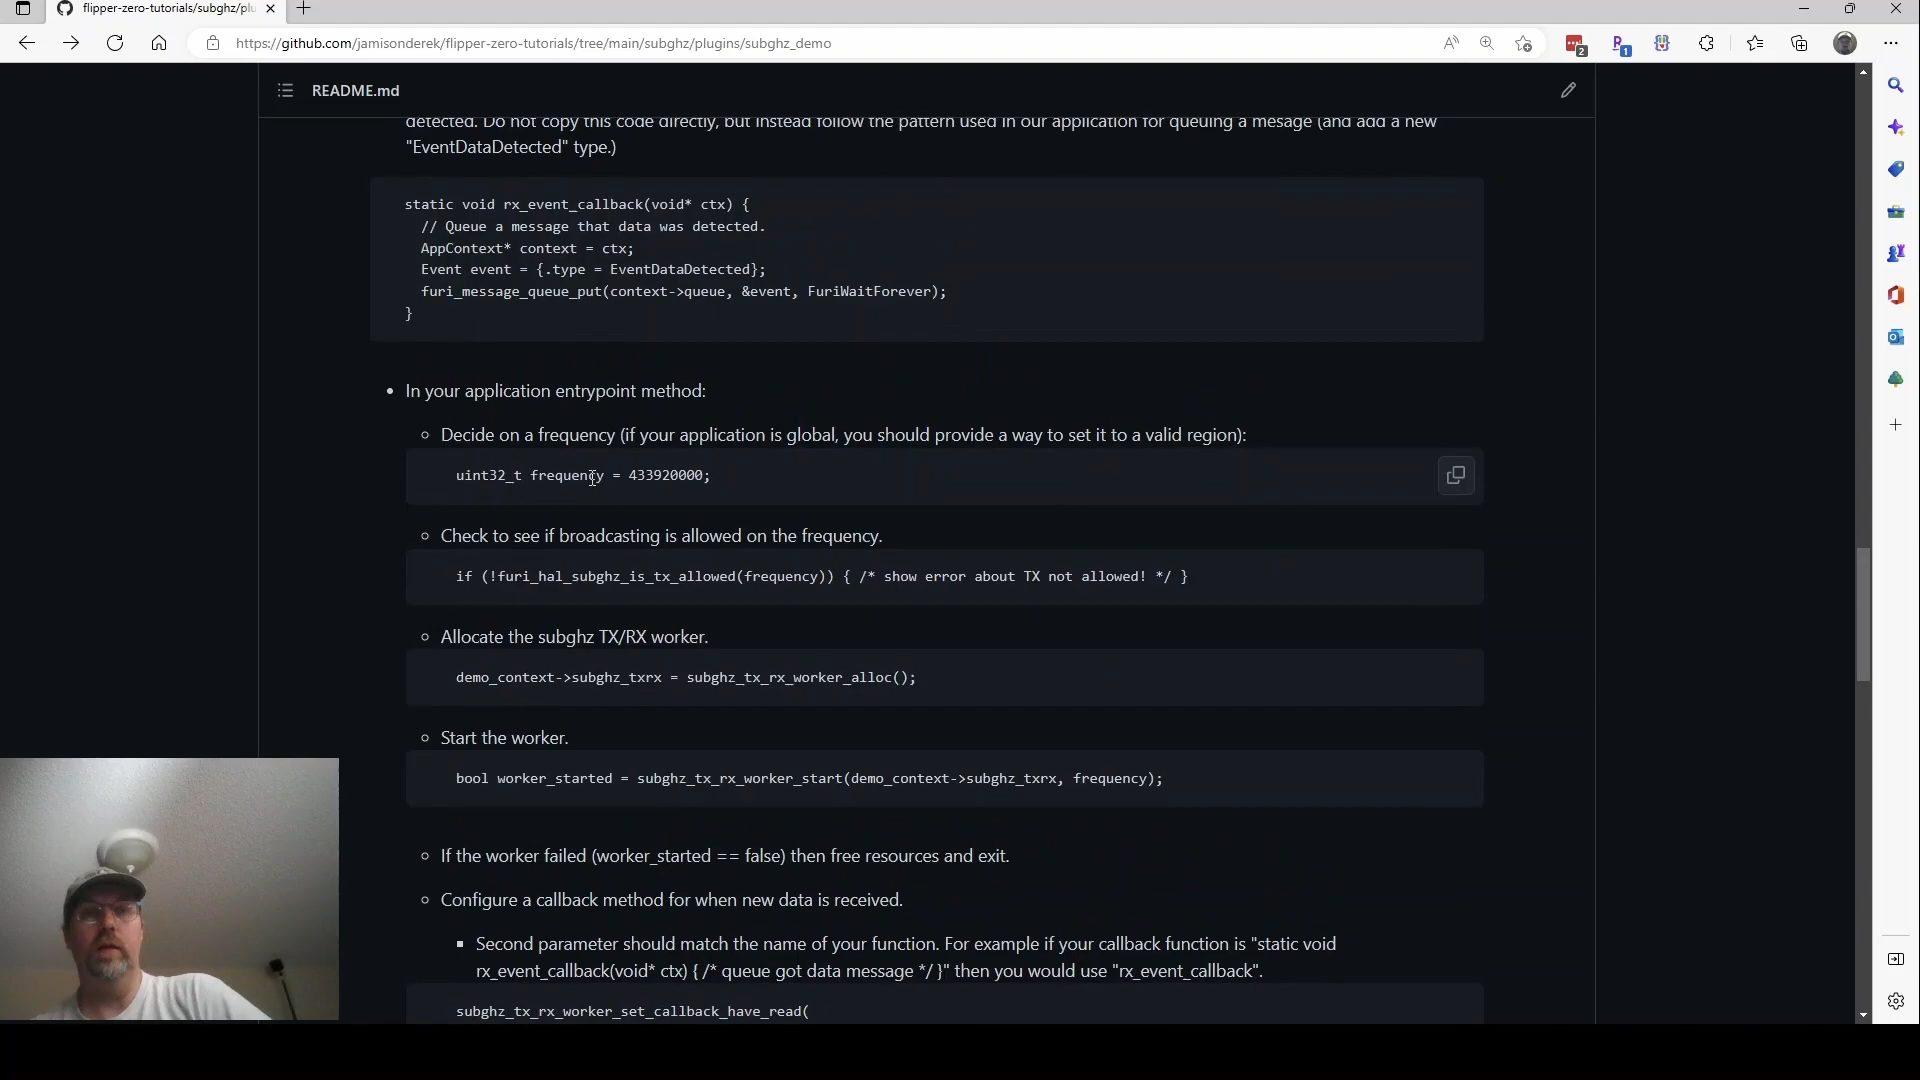 flipper-zero-tutorials/subghz/plu
https://github.com/jamisonderek/flipper-zero-tutorials/tree/main/subghz/plugins/subghz_demo
2
1
README.md
detected. Do not copy this code directly, but instead follow the pattern used in our application for queuing a mesage (and add a new
"EventDataDetected" type.)
static void rx_event_callback(void* ctx) {
// Queue a message that data was detected.
AppContext* context = ctx;
Event event = {.type = EventDataDetected};
furi_message_queue_put(context->queue, &event, FuriWaitForever);
}
• In your application entrypoint method:
Decide on a frequency (if your application is global, you should provide a way to set it to a valid region):
uint32_t frequency = 433920000;
Check to see if broadcasting is allowed on the frequency.
if (!furi_hal_subghz_is_tx_allowed(frequency)) { /* show error about TX not allowed! */ }
Allocate the subghz TX/RX worker.
demo_context->subghz_txrx = subghz_tx_rx_worker_alloc();
Start the worker.
bool worker_started = subghz_tx_rx_worker_start(demo_context->subghz_txrx, frequency);
If the worker failed (worker_started == false) then free resources and exit.
Configure a callback method for when new data is received.
Second parameter should match the name of your function. For example if your callback function is "static void
rx_event_callback(void* ctx) { /* queue got data message */ }" then you would use "rx_event_callback".
subghz_tx_rx_worker_set_callback_have_read(